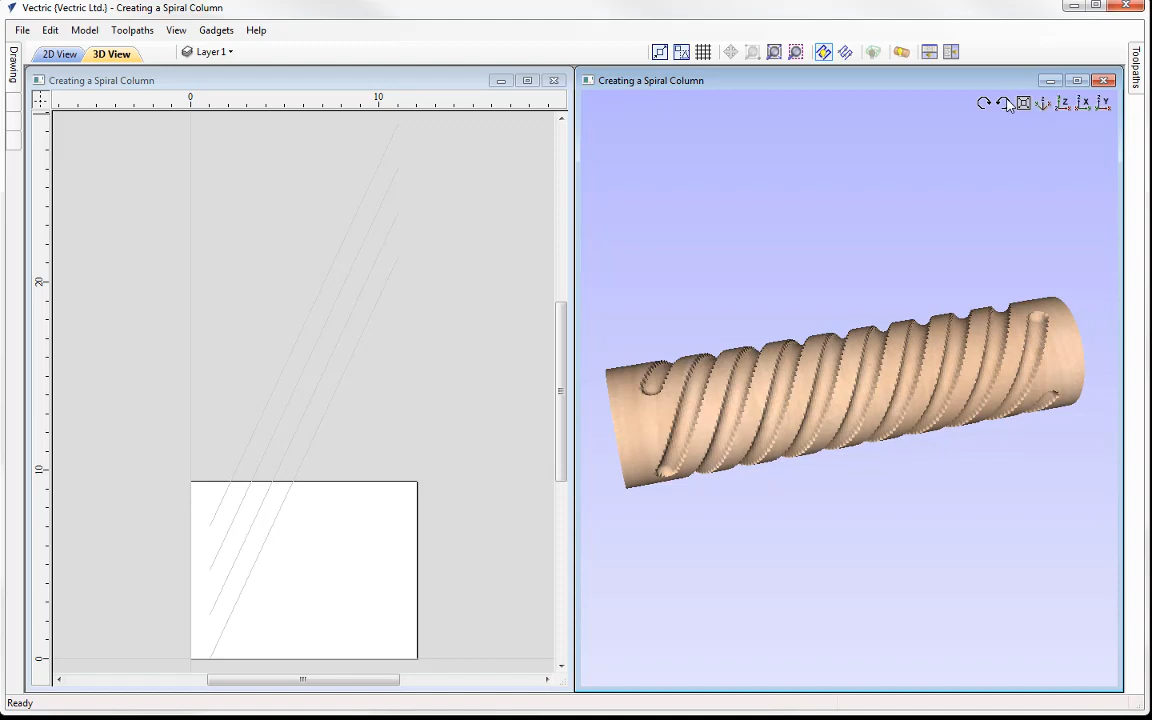 Vectric {Vectric Ltd.} - Creating a Spiral Column
File Edit Model Toolpaths View Gadgets Help
2D View 3D View Layer 1
Drawing
Toolpaths
Creating a Spiral Column
0 10
20
10
0
Creating a Spiral Column
Z X Y
Ready